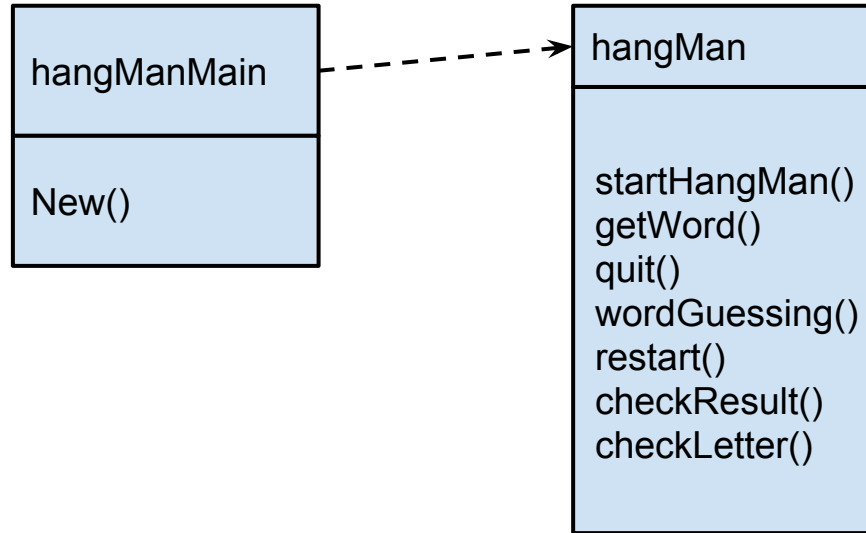 hangManMain
New()
hangMan
startHangMan()
getWord()
quit()
wordGuessing()
restart()
checkResult()
checkLetter()